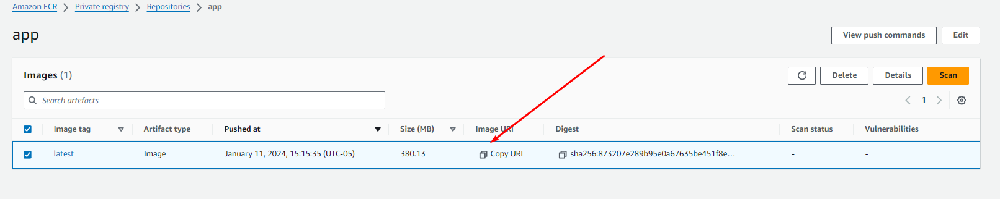 Amazon ECR > Private registry > Repositories > app
app
View push commands Edit
Images (1)
Delete Details Scan
Search artefacts
1
Image tag Artifact type Pushed at Size (MB) Image URI Digest Scan status Vulnerabilities
latest Image January 11, 2024, 15:15:35 (UTC-05) 380.13 Copy URI sha256:873207e289b95e0a67635be451f8e... - -